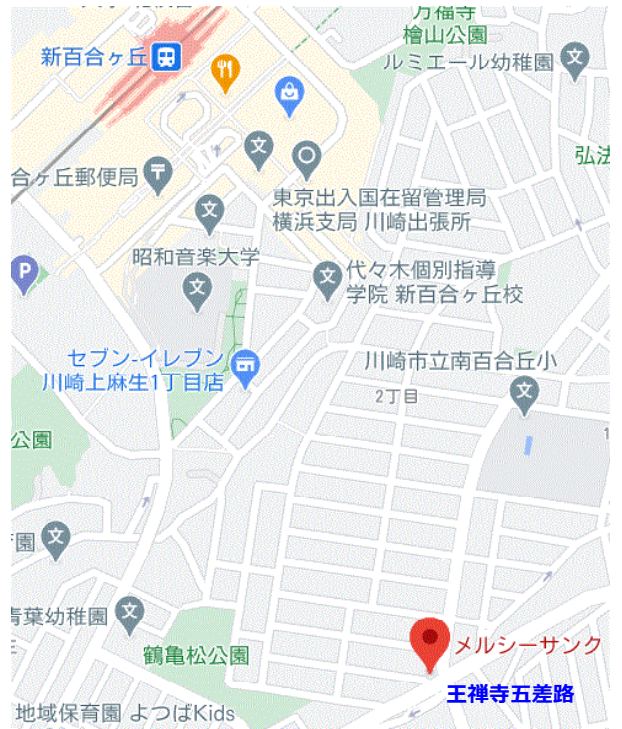 万福寺
檜山公園
新百合ヶ丘
ルミエール幼稚園
弘法
合ヶ丘郵便局
東京出入国在留管理局
横浜支局 川崎出張所
昭和音楽大学
代々木個別指導
学院 新百合ヶ丘校
セブン-イレブン
川崎上麻生1丁目店
川崎市立南百合丘小
2丁目
公園
園
青葉幼稚園
鶴亀松公園
メルシーサンク
王禅寺五差路
地域保育園 よつばKids